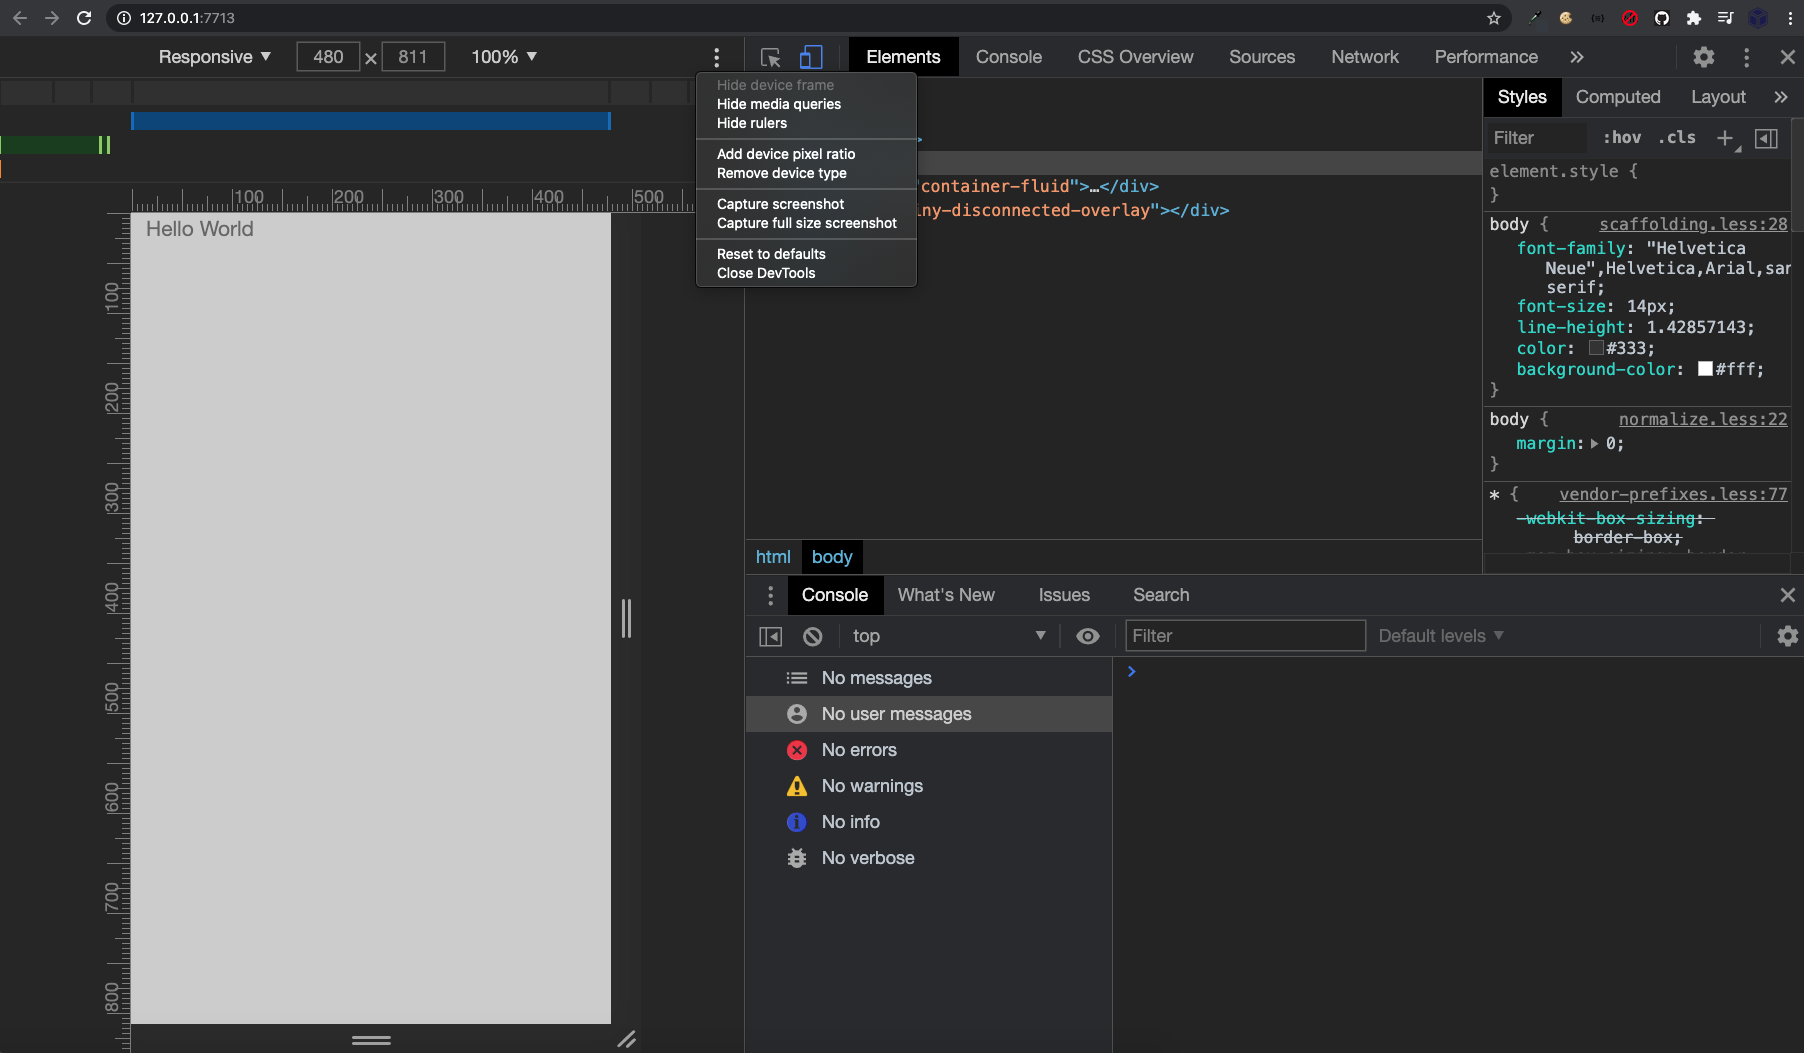 127.0.0.1:7713
Responsive ▼ 480 × 811 100% ▼
Elements Console CSS Overview Sources Network Performance »
Hide device frame
Hide media queries
Hide rulers
Add device pixel ratio
Remove device type
Capture screenshot
Capture full size screenshot
Reset to defaults
Close DevTools
>
"container-fluid">…</div>
iny-disconnected-overlay"></div>
100 200 300 400 500
100
200
300
400
500
600
700
800
Hello World
Styles Computed Layout »
Filter :hov .cls +
element.style {
}
body { scaffolding.less:28
font-family: "Helvetica
Neue",Helvetica,Arial,san
serif;
font-size: 14px;
line-height: 1.42857143;
color: #333;
background-color: #fff;
}
body { normalize.less:22
margin: ▶ 0;
}
* { vendor-prefixes.less:77
-webkit-box-sizing:
border-box;
html body
Console What's New Issues Search
top ▼ Filter Default levels ▼
No messages
No user messages
No errors
No warnings
No info
No verbose
>